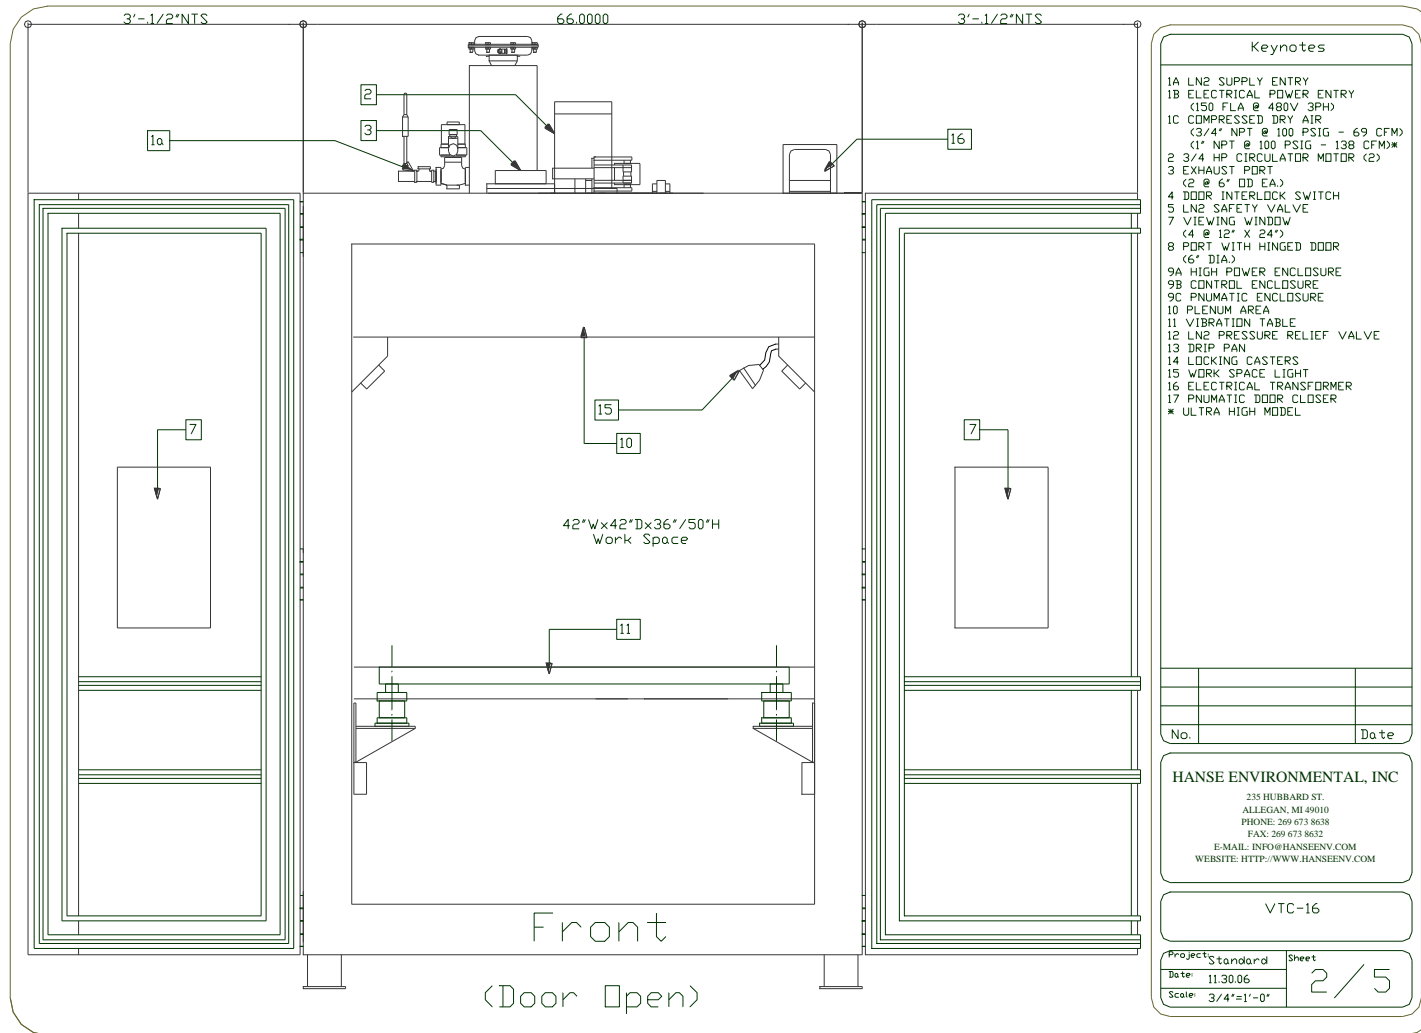 3'-.1/2"NTS
66.0000
3'-.1/2"NTS
2
3
1a
16
7
15
10
7
42"Wx42"Dx36"/50"H
Work Space
11
Front
(Door Open)
Keynotes
1A LN2 SUPPLY ENTRY
1B ELECTRICAL POWER ENTRY
(150 FLA @ 480V 3PH)
1C COMPRESSED DRY AIR
(3/4" NPT @ 100 PSIG - 69 CFM)
(1" NPT @ 100 PSIG - 138 CFM)*
2 3/4 HP CIRCULATOR MOTOR (2)
3 EXHAUST PORT
(2 @ 6" OD EA.)
4 DOOR INTERLOCK SWITCH
5 LN2 SAFETY VALVE
7 VIEWING WINDOW
(4 @ 12" X 24")
8 PORT WITH HINGED DOOR
(6" DIA.)
9A HIGH POWER ENCLOSURE
9B CONTROL ENCLOSURE
9C PNUMATIC ENCLOSURE
10 PLENUM AREA
11 VIBRATION TABLE
12 LN2 PRESSURE RELIEF VALVE
13 DRIP PAN
14 LOCKING CASTERS
15 WORK SPACE LIGHT
16 ELECTRICAL TRANSFORMER
17 PNUMATIC DOOR CLOSER
* ULTRA HIGH MODEL
No. Date
HANSE ENVIRONMENTAL, INC
235 HUBBARD ST.
ALLEGAN, MI 49010
PHONE: 269 673 8638
FAX: 269 673 8632
E-MAIL: INFO@HANSEENV.COM
WEBSITE: HTTP://WWW.HANSEENV.COM
VTC-16
Project: Standard
Date: 11.30.06
Scale: 3/4"=1'-0"
Sheet
2/5